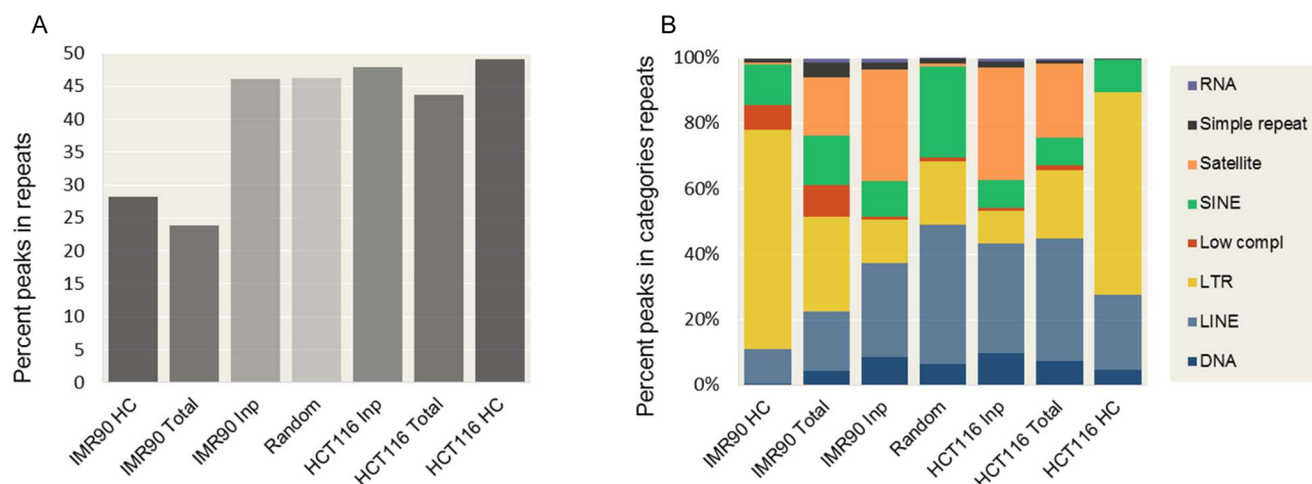 A
Percent peaks in repeats
50
45
40
35
30
25
20
15
10
5
0
IMR90 HC
IMR90 Total
IMR90 Inp
Random
HCT116 Inp
HCT116 Total
HCT116 HC
B
Percent peaks in categories repeats
100%
80%
60%
40%
20%
0%
IMR90 HC
IMR90 Total
IMR90 Inp
Random
HCT116 Inp
HCT116 Total
HCT116 HC
RNA
Simple repeat
Satellite
SINE
Low compl
LTR
LINE
DNA